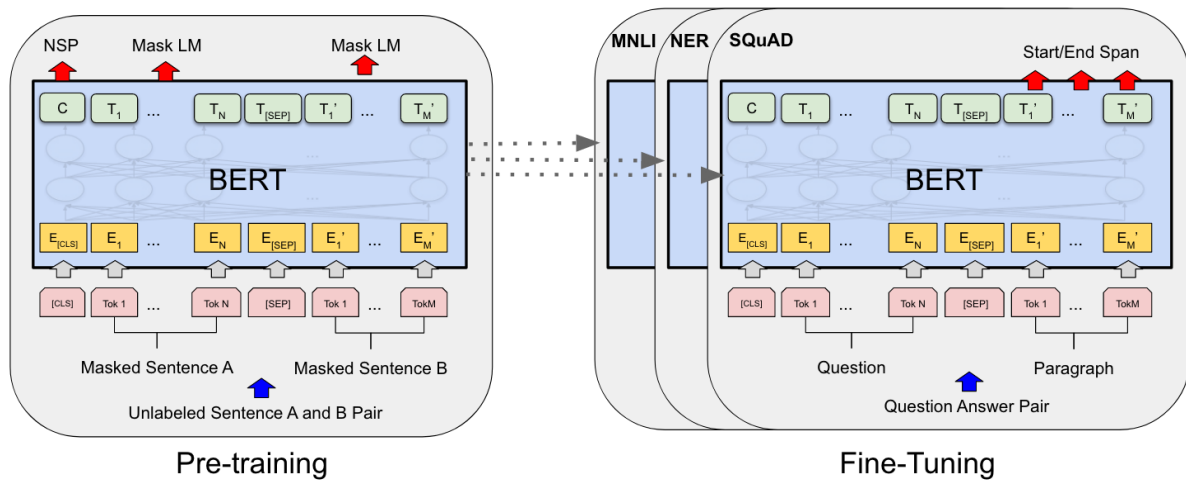 NSP Mask LM Mask LM
C T1 ... TN T[SEP] T1' ... TM'
...
BERT
...
E[CLS] E1 ... EN E[SEP] E1' ... EM'
[CLS] Tok 1 ... Tok N [SEP] Tok 1 ... TokM
Masked Sentence A Masked Sentence B
Unlabeled Sentence A and B Pair
Pre-training
MNLI NER SQuAD
Start/End Span
C T1 ... TN T[SEP] T1' ... TM'
...
BERT
...
E[CLS] E1 ... EN E[SEP] E1' ... EM'
[CLS] Tok 1 ... Tok N [SEP] Tok 1 ... TokM
Question Paragraph
Question Answer Pair
Fine-Tuning